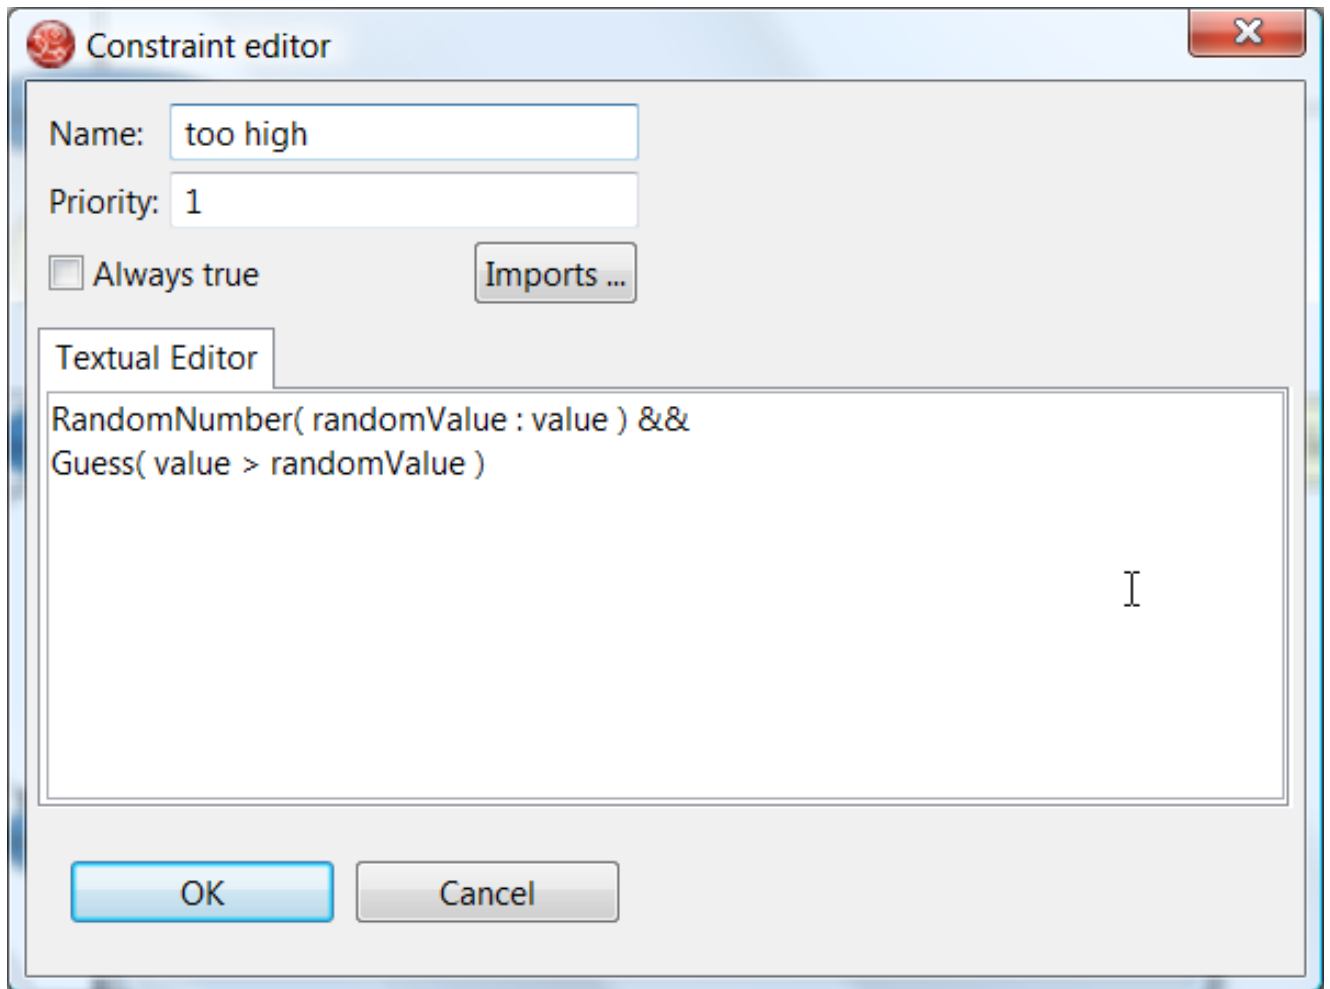 Constraint editor
Name: too high
Priority: 1
Always true
Imports ...
Textual Editor
RandomNumber( randomValue : value ) &&
Guess( value > randomValue )
OK
Cancel